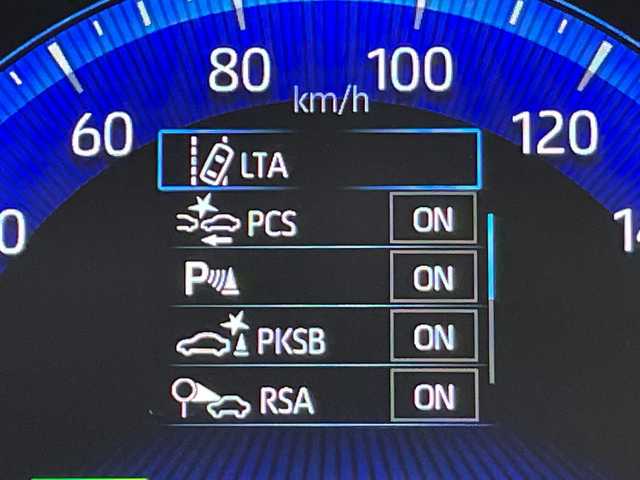 80 100
km/h
60 120
LTA
PCS ON
P ON
PKSB ON
RSA ON